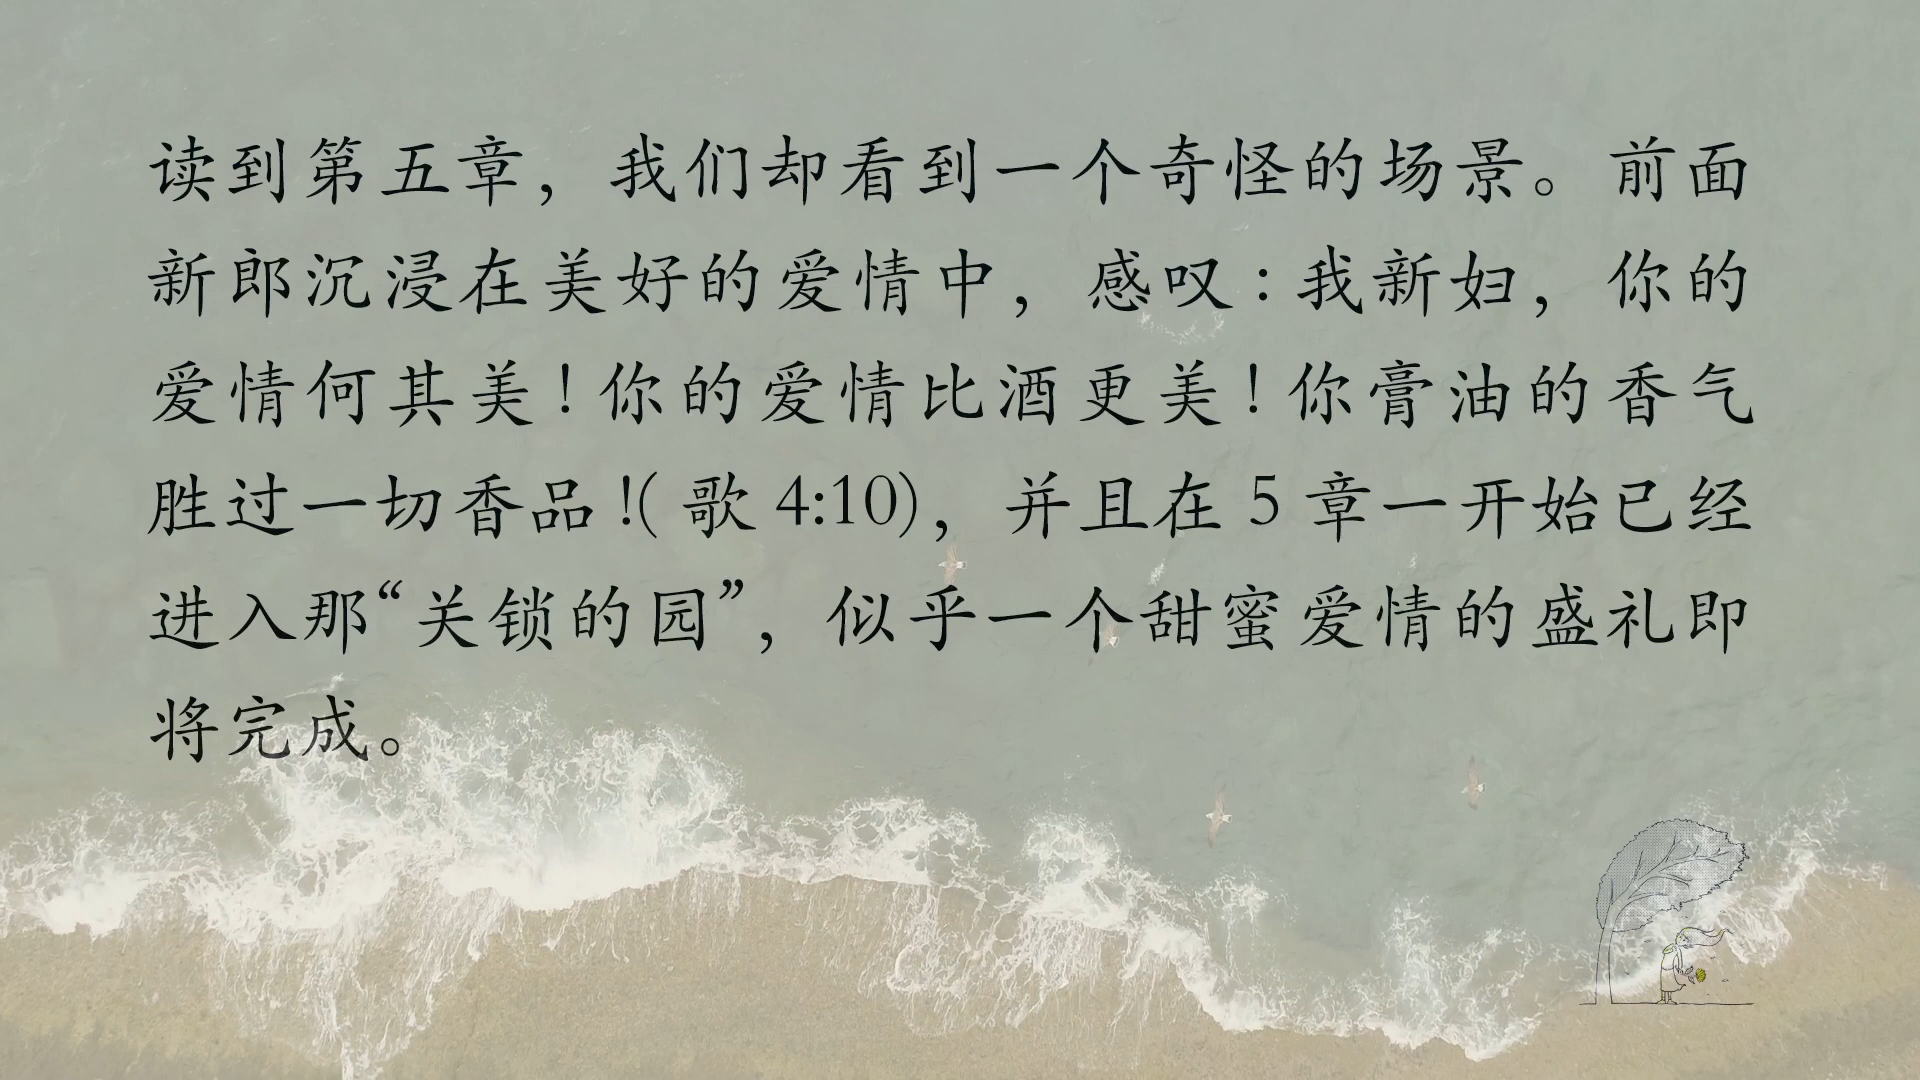 读到第五章，我们却看到一个奇怪的场景。前面
新郎沉浸在美好的爱情中，感叹：我新妇，你的
爱情何其美！你的爱情比酒更美！你膏油的香气
胜过一切香品!(歌 4:10)，并且在 5 章一开始已经
进入那“关锁的园”，似乎一个甜蜜爱情的盛礼即
将完成。